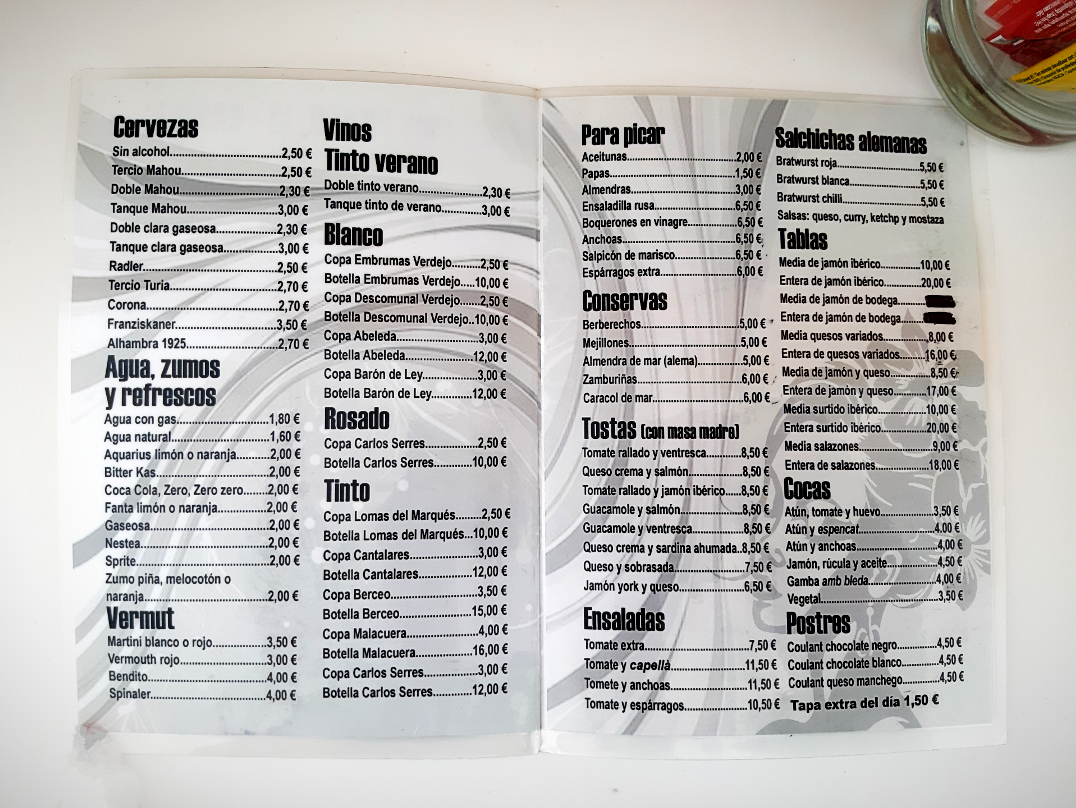 Cervezas
Sin alcohol..............................2,50 €
Tercio Mahou...........................2,50 €
Doble Mahou...........................2,30 €
Tanque Mahou.........................3,00 €
Doble clara gaseosa................2,30 €
Tanque clara gaseosa..............3,00 €
Radler.....................................2,50 €
Tercio Turia.............................2,70 €
Corona....................................2,70 €
Franziskaner............................3,50 €
Alhambra 1925.........................2,70 €
Agua, zumos
y refrescos
Agua con gas...........................1,80 €
Agua natural............................1,60 €
Aquarius limón o naranja.........2,00 €
Bitter Kas................................2,00 €
Coca Cola, Zero, Zero zero.......2,00 €
Fanta limón o naranja..............2,00 €
Gaseosa..................................2,00 €
Nestea.....................................2,00 €
Sprite......................................2,00 €
Zumo piña, melocotón o
naranja....................................2,00 €
Vermut
Martini blanco o rojo...............3,50 €
Vermouth rojo.........................3,00 €
Bendito...................................4,00 €
Spinaler..................................4,00 €
Vinos
Tinto verano
Doble tinto verano...................2,30 €
Tanque tinto de verano............3,00 €
Blanco
Copa Embrumas Verdejo.........2,50 €
Botella Embrumas Verdejo....10,00 €
Copa Descomunal Verdejo.......2,50 €
Botella Descomunal Verdejo..10,00 €
Copa Abeleda..........................3,00 €
Botella Abeleda......................12,00 €
Copa Barón de Ley..................3,00 €
Botella Barón de Ley..............12,00 €
Rosado
Copa Carlos Serres..................2,50 €
Botella Carlos Serres..............10,00 €
Tinto
Copa Lomas del Marqués........2,50 €
Botella Lomas del Marqués...10,00 €
Copa Cantalares......................3,00 €
Botella Cantalares..................12,00 €
Copa Berceo............................3,50 €
Botella Berceo........................15,00 €
Copa Malacuera.......................4,00 €
Botella Malacuera...................16,00 €
Copa Carlos Serres..................3,00 €
Botella Carlos Serres..............12,00 €
Para picar
Aceitunas................................2,00 €
Papas......................................1,50 €
Almendras...............................3,00 €
Ensaladilla rusa.......................6,50 €
Boquerones en vinagre............6,50 €
Anchoas..................................6,50 €
Salpicón de marisco................6,50 €
Espárragos extra.....................6,00 €
Conservas
Berberechos............................5,00 €
Mejillones................................5,00 €
Almendra de mar (alema).........5,00 €
Zamburiñas.............................6,00 €
Caracol de mar........................6,00 €
Tostas (con masa madre)
Tomate rallado y ventresca......8,50 €
Queso crema y salmón.............8,50 €
Tomate rallado y jamón ibérico.....8,50 €
Guacamole y salmón................8,50 €
Guacamole y ventresca............8,50 €
Queso crema y sardina ahumada..8,50 €
Queso y sobrasada..................7,50 €
Jamón york y queso.................6,50 €
Ensaladas
Tomate extra............................7,50 €
Tomate y capellà....................11,50 €
Tomete y anchoas..................11,50 €
Tomate y espárragos..............10,50 €
Salchichas alemanas
Bratwurst roja..........................5,50 €
Bratwurst blanca.....................5,50 €
Bratwurst chilli........................5,50 €
Salsas: queso, curry, ketchp y mostaza
Tablas
Media de jamón ibérico...........10,00 €
Entera de jamón ibérico..........20,00 €
Media de jamón de bodega........
Entera de jamón de bodega.......
Media quesos variados............8,00 €
Entera de quesos variados......16,00 €
Media de jamón y queso...........8,50 €
Entera de jamón y queso.........17,00 €
Media surtido ibérico..............10,00 €
Entera surtido ibérico.............20,00 €
Media salazones......................9,00 €
Entera de salazones................18,00 €
Cocas
Atún, tomate y huevo...............3,50 €
Atún y espencat.......................4,00 €
Atún y anchoas........................4,00 €
Jamón, rúcula y aceite.............4,50 €
Gamba amb bleda....................4,00 €
Vegetal....................................3,50 €
Postres
Coulant chocolate negro..........4,50 €
Coulant chocolate blanco.........4,50 €
Coulant queso manchego.........4,50 €
Tapa extra del día 1,50 €